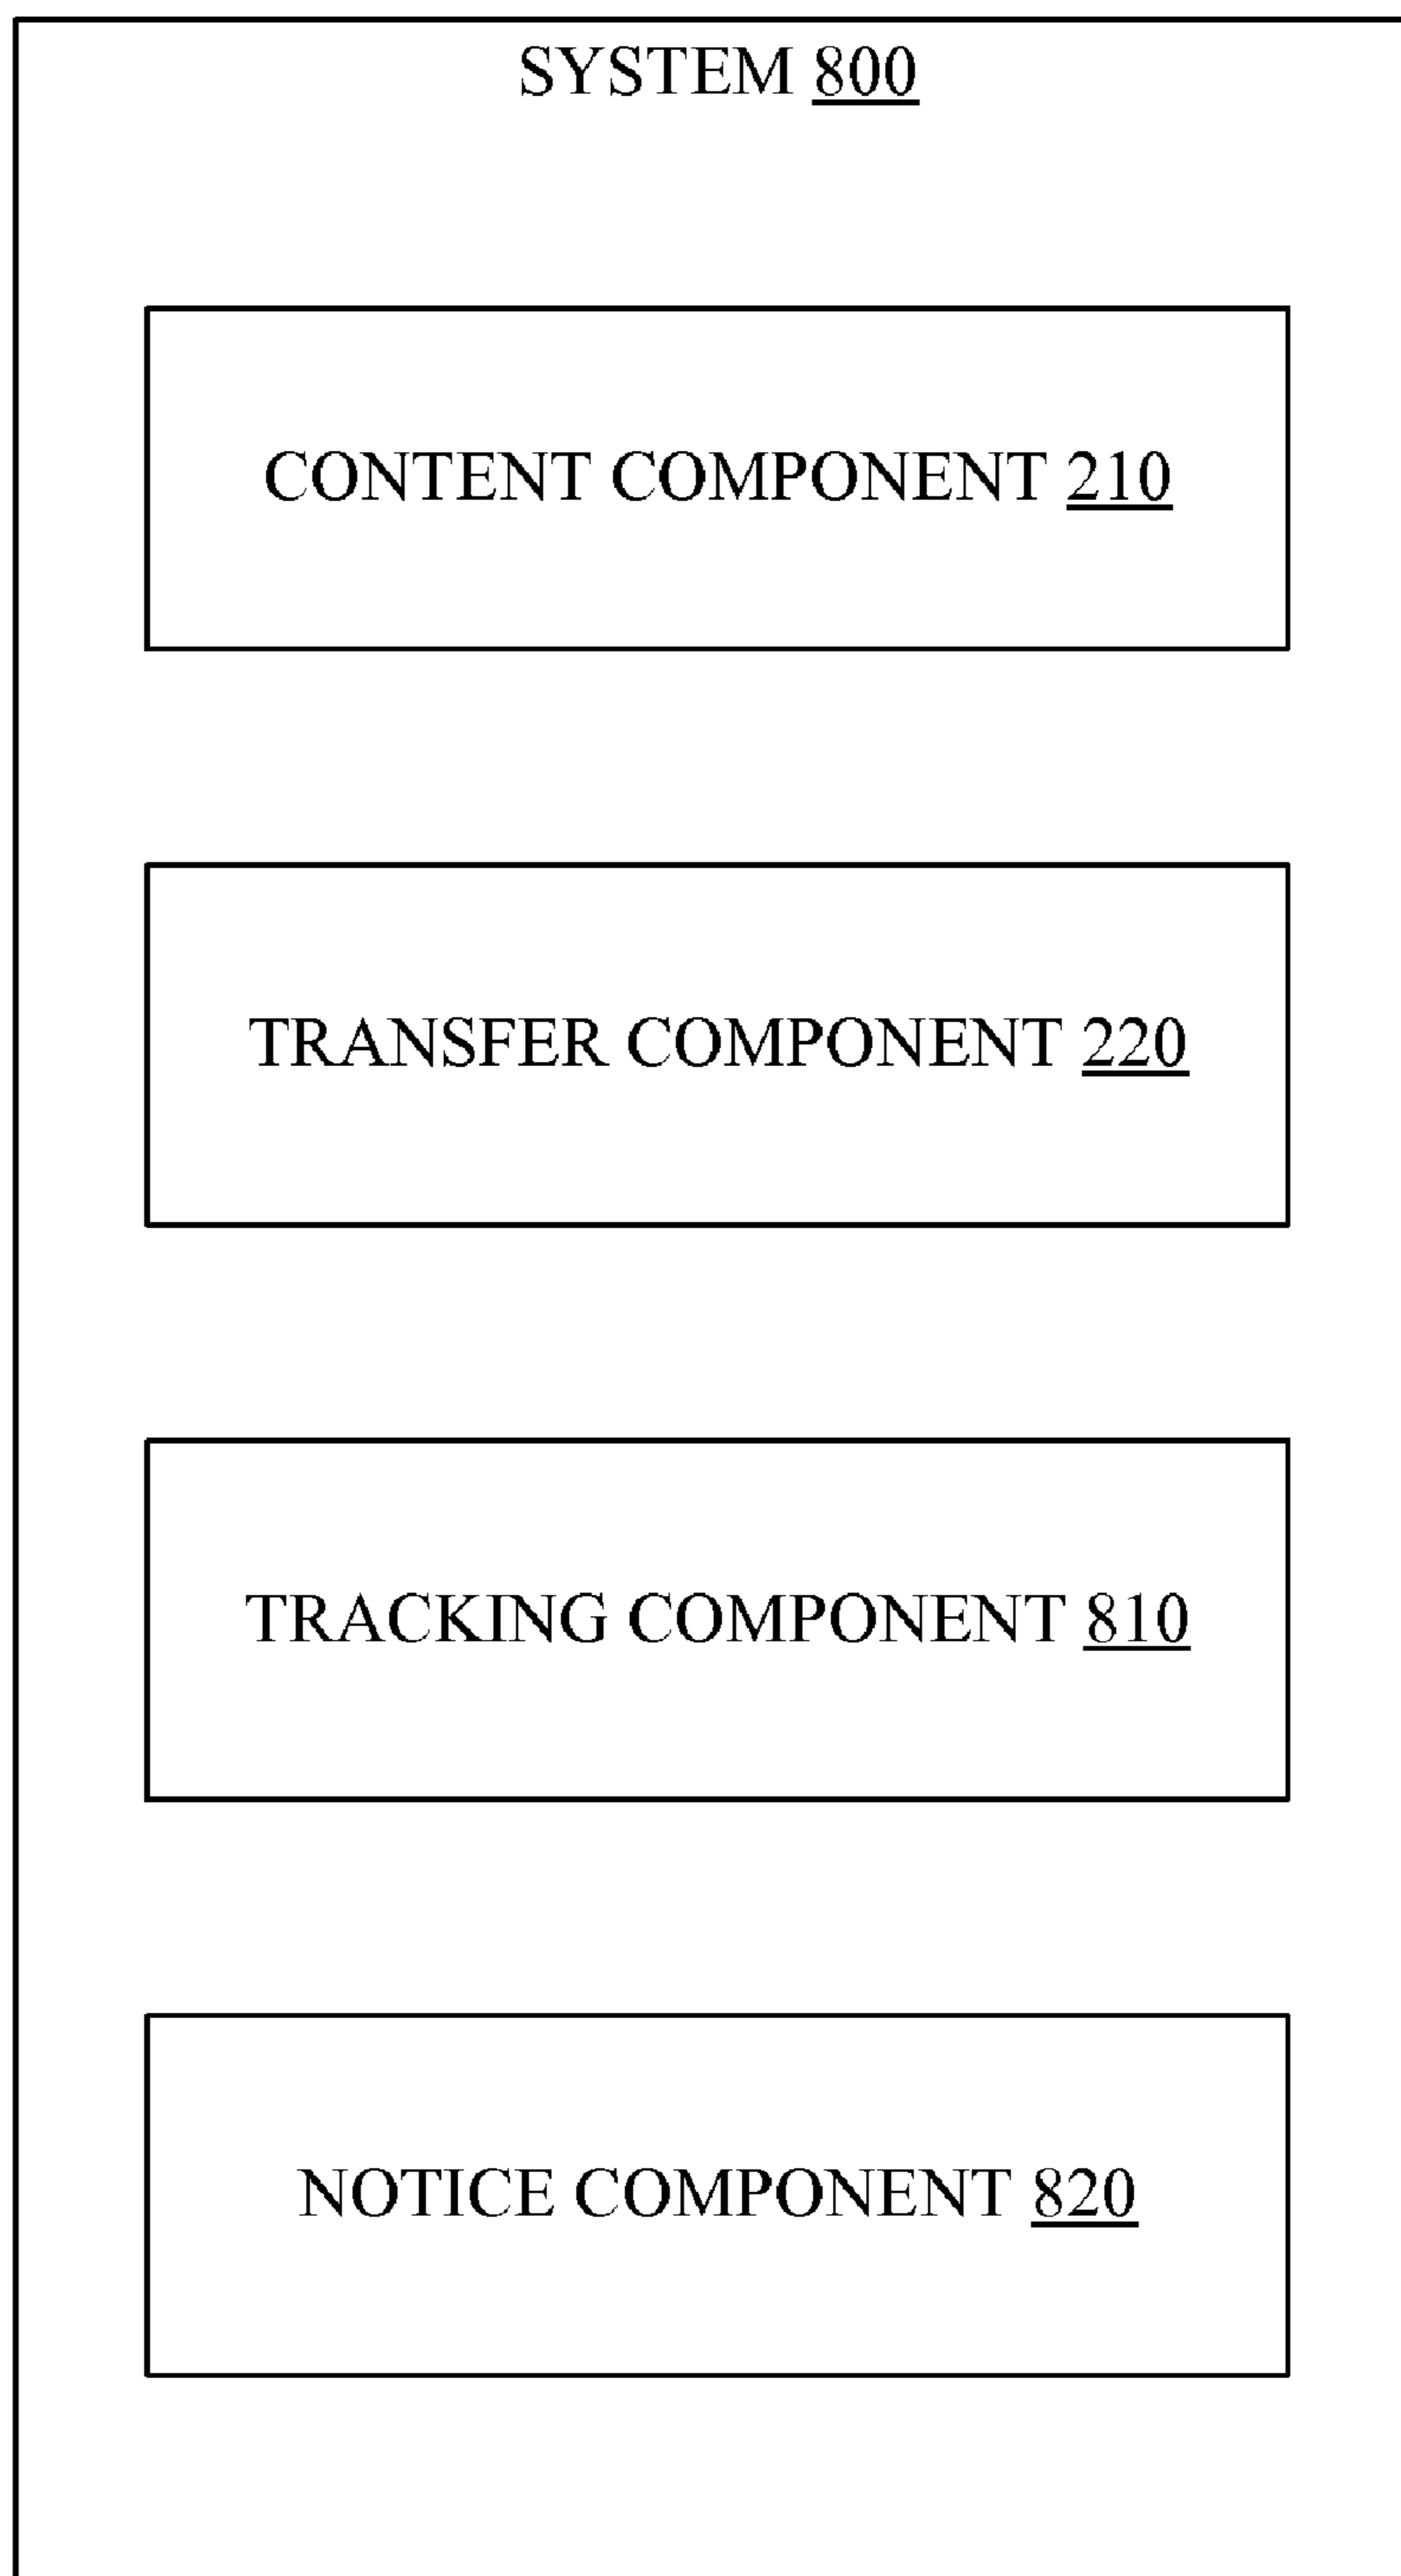 SYSTEM 800
CONTENT COMPONENT 210
TRANSFER COMPONENT 220
TRACKING COMPONENT 810
NOTICE COMPONENT 820